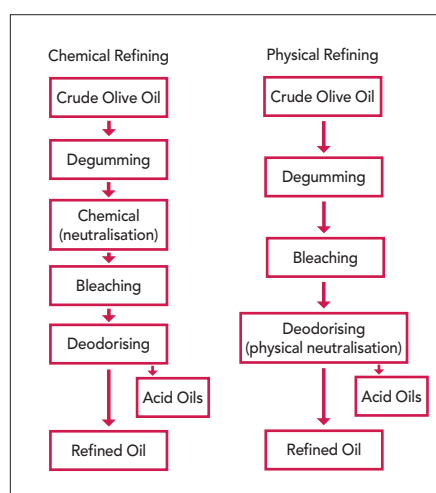 Chemical Refining
Crude Olive Oil
Degumming
Chemical
(neutralisation)
Bleaching
Deodorising
Acid Oils
Refined Oil
Physical Refining
Crude Olive Oil
Degumming
Bleaching
Deodorising
(physical neutralisation)
Acid Oils
Refined Oil